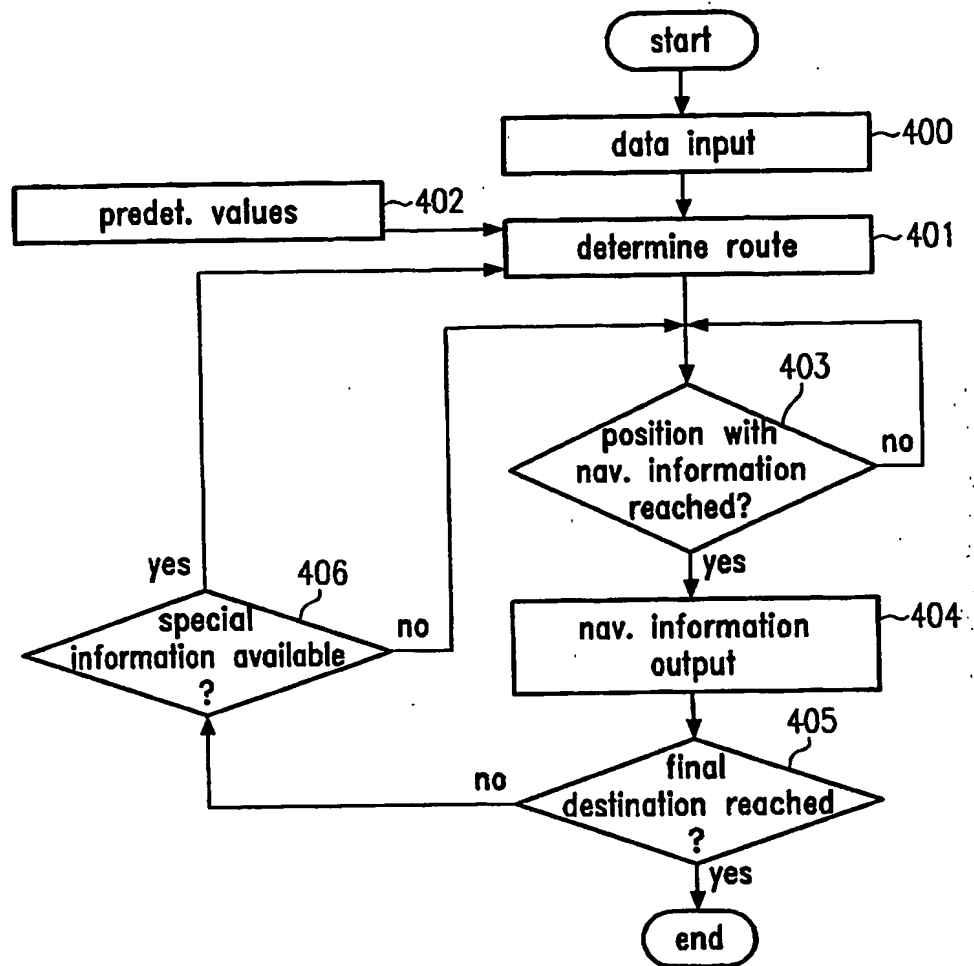 start
data input
400
predet. values
402
determine route
401
403
position with
nav. information
reached?
no
yes
yes
406
special
information available
?
no
nav. information
output
404
405
final
destination reached
?
no
yes
end